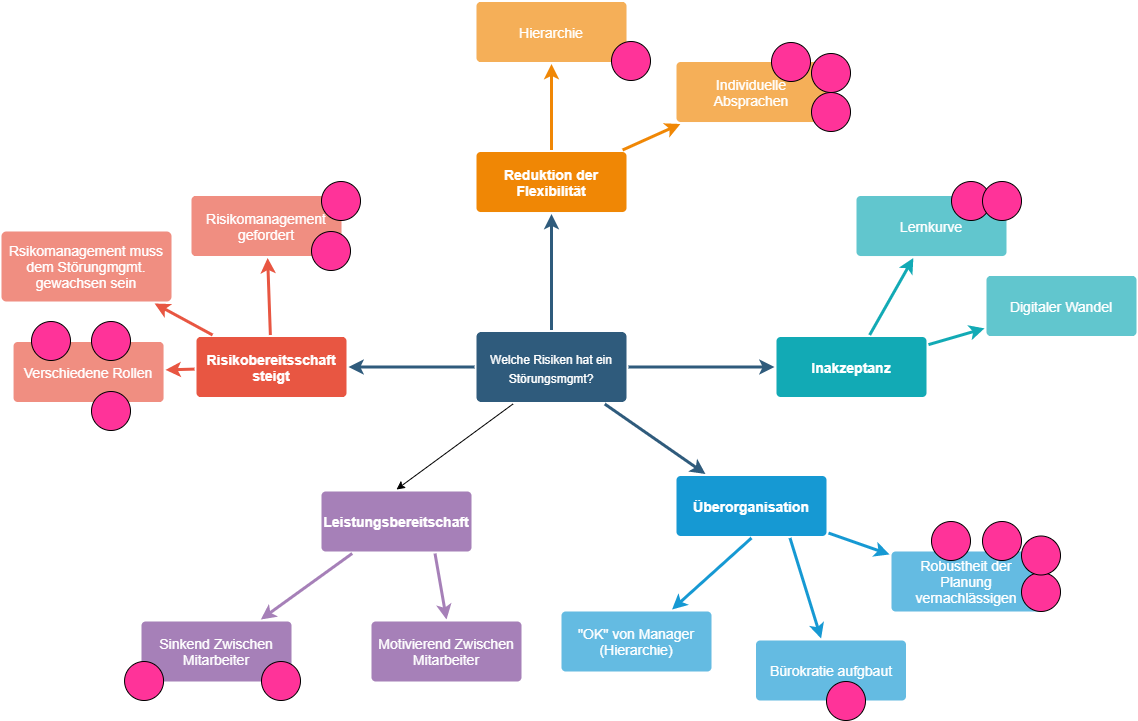 Hierarchie
Individuelle
Absprachen
Reduktion der
Flexibilität
Risikomanagement
gefordert
Rsikomanagement muss
dem Störungmgmt.
gewachsen sein
Verschiedene Rollen
Risikobereitsschaft
steigt
Welche Risiken hat ein
Störungsmgmt?
Lernkurve
Digitaler Wandel
Inakzeptanz
Leistungsbereitschaft
Sinkend Zwischen
Mitarbeiter
Motivierend Zwischen
Mitarbeiter
Überorganisation
Robustheit der
Planung
vernachlässigen
"OK" von Manager
(Hierarchie)
Bürokratie aufgbaut